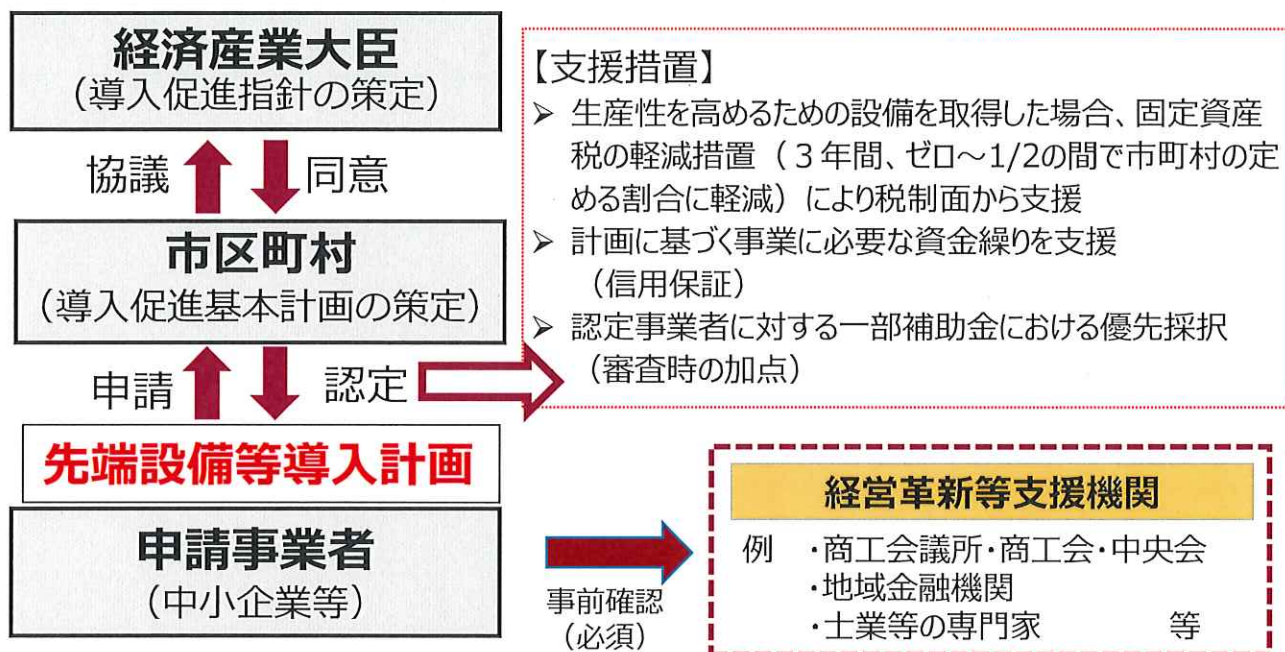 経済産業大臣
（導入促進指針の策定）
協議
同意
市区町村
（導入促進基本計画の策定）
申請
認定
先端設備等導入計画
申請事業者
（中小企業等）
【支援措置】
➢ 生産性を高めるための設備を取得した場合、固定資産
税の軽減措置（３年間、ゼロ～1/2の間で市町村の定
める割合に軽減）により税制面から支援
➢ 計画に基づく事業に必要な資金繰りを支援
（信用保証）
➢ 認定事業者に対する一部補助金における優先採択
（審査時の加点）
事前確認
（必須）
経営革新等支援機関
例 ・商工会議所・商工会・中央会
・地域金融機関
・士業等の専門家 等